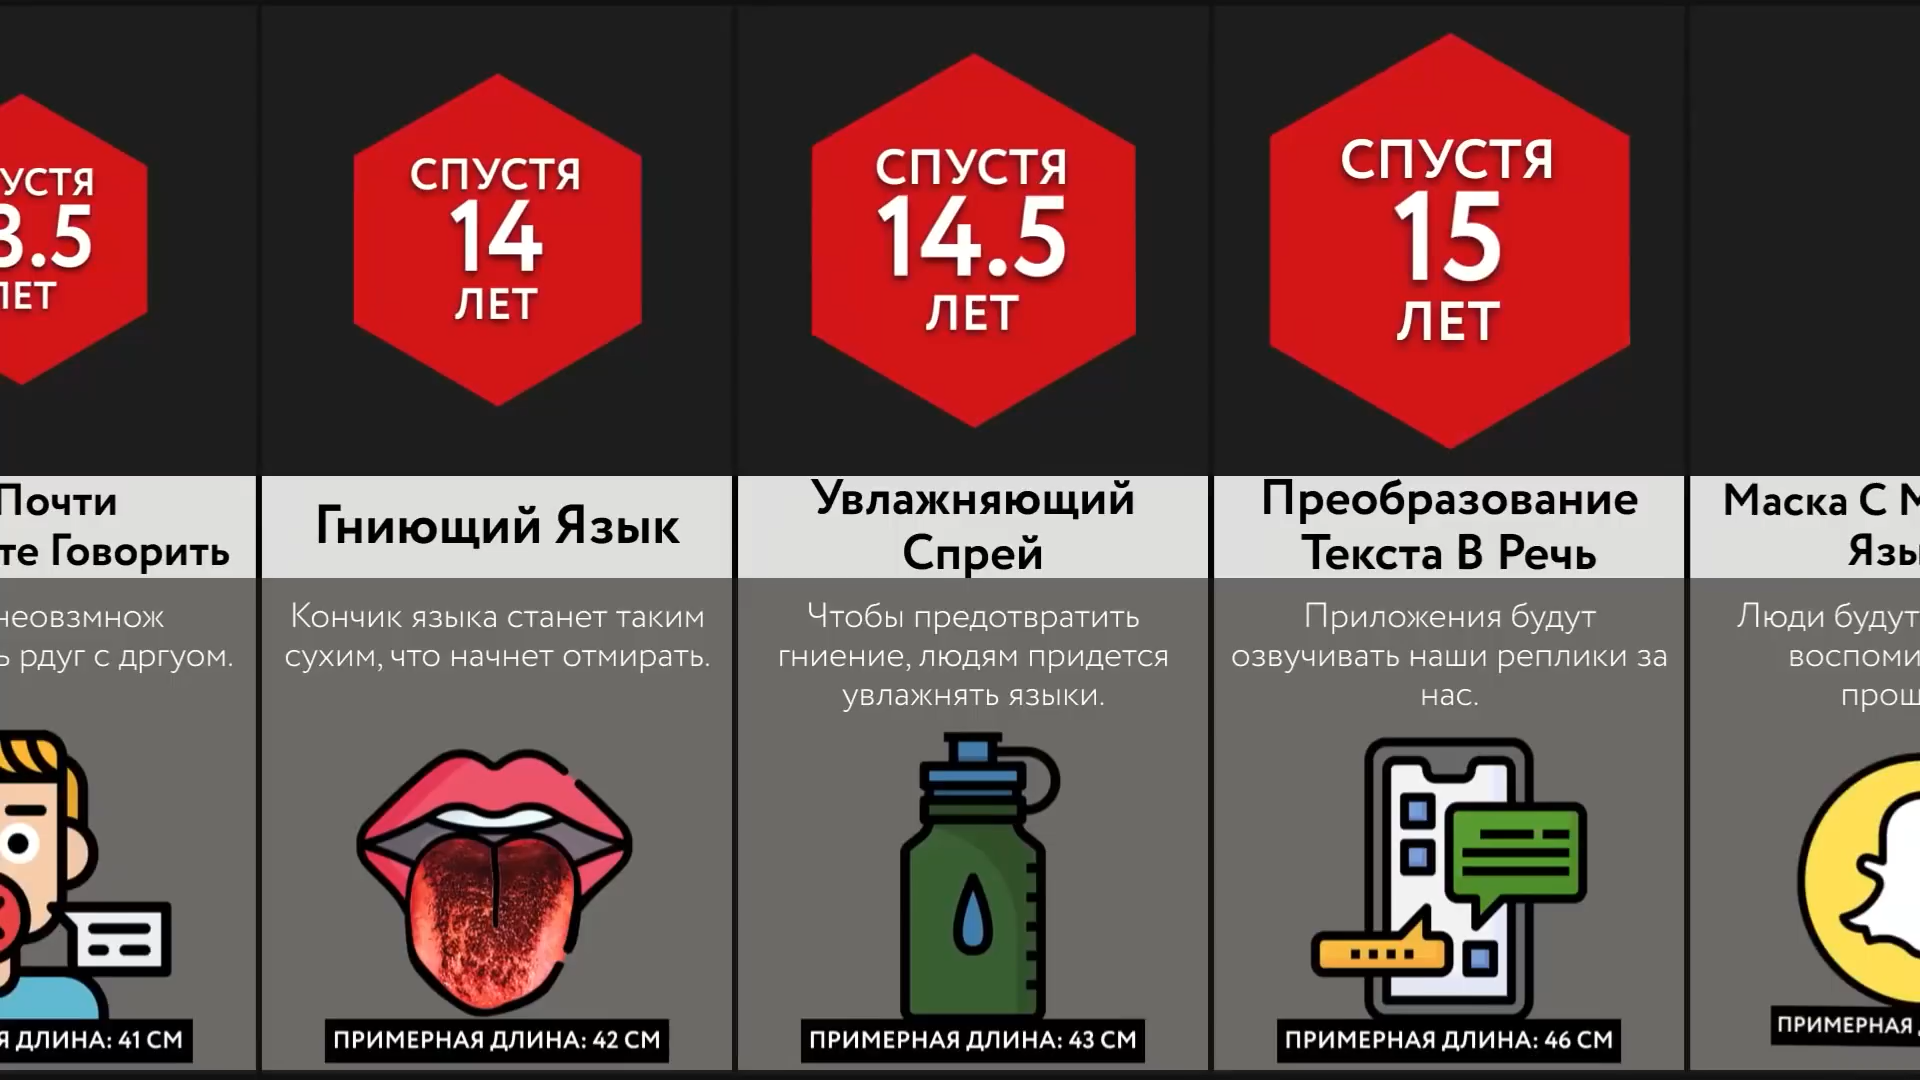 УСТЯ
3.5
ЛЕТ
Почти
те Говорить
неовзмнож
ь рдуг с дргуом.
Я ДЛИНА: 41 СМ
СПУСТЯ
14
ЛЕТ
Гниющий Язык
Кончик языка станет таким
сухим, что начнет отмирать.
ПРИМЕРНАЯ ДЛИНА: 42 СМ
СПУСТЯ
14.5
ЛЕТ
Увлажняющий
Спрей
Чтобы предотвратить
гниение, людям придется
увлажнять языки.
ПРИМЕРНАЯ ДЛИНА: 43 СМ
СПУСТЯ
15
ЛЕТ
Преобразование
Текста В Речь
Приложения будут
озвучивать наши реплики за
нас.
ПРИМЕРНАЯ ДЛИНА: 46 СМ
Маска С
Язы
Люди будут
воспоми
прош
ПРИМЕРНАЯ